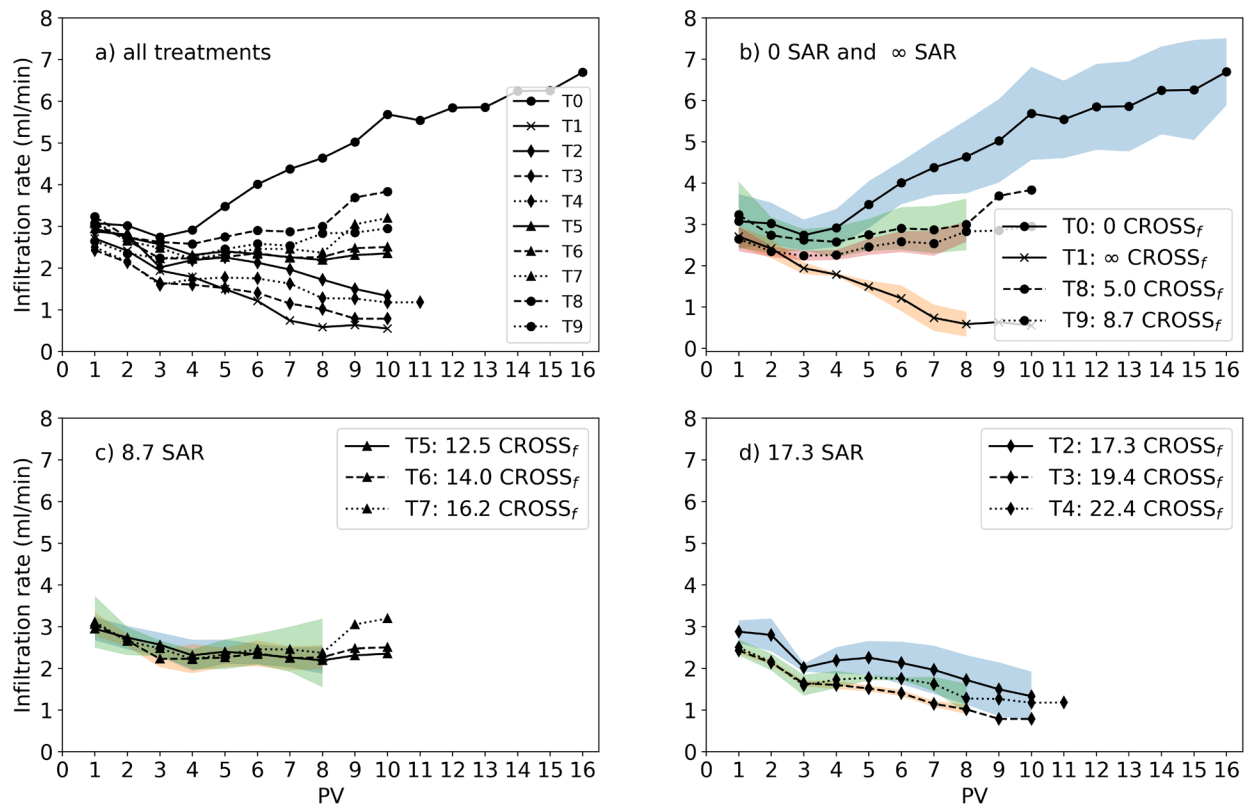 a) all treatments
Infiltration rate (ml/min)
8
7
6
5
4
3
2
1
0
0 1 2 3 4 5 6 7 8 9 10 11 12 13 14 15 16
T0
T1
T2
T3
T4
T5
T6
T7
T8
T9
b) 0 SAR and ∞ SAR
8
7
6
5
4
3
2
1
0
0 1 2 3 4 5 6 7 8 9 10 11 12 13 14 15 16
T0: 0 CROSSf
T1: ∞ CROSSf
T8: 5.0 CROSSf
T9: 8.7 CROSSf
c) 8.7 SAR
Infiltration rate (ml/min)
8
7
6
5
4
3
2
1
0
0 1 2 3 4 5 6 7 8 9 10 11 12 13 14 15 16
PV
T5: 12.5 CROSSf
T6: 14.0 CROSSf
T7: 16.2 CROSSf
d) 17.3 SAR
8
7
6
5
4
3
2
1
0
0 1 2 3 4 5 6 7 8 9 10 11 12 13 14 15 16
PV
T2: 17.3 CROSSf
T3: 19.4 CROSSf
T4: 22.4 CROSSf